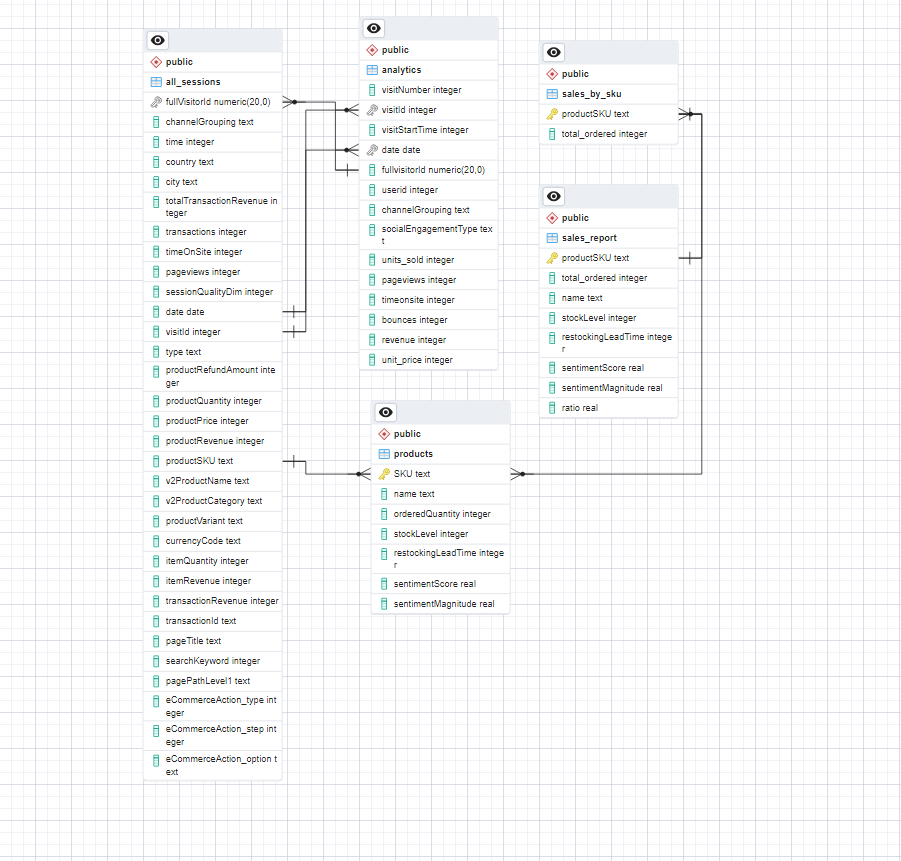 public
all_sessions
fullVisitorId numeric(20,0)
channelGrouping text
time integer
country text
city text
totalTransactionRevenue in
teger
transactions integer
timeOnSite integer
pageviews integer
sessionQualityDim integer
date date
visitId integer
type text
productRefundAmount inte
ger
productQuantity integer
productPrice integer
productRevenue integer
productSKU text
v2ProductName text
v2ProductCategory text
productVariant text
currencyCode text
itemQuantity integer
itemRevenue integer
transactionRevenue integer
transactionId text
pageTitle text
searchKeyword integer
pagePathLevel1 text
eCommerceAction_type int
eger
eCommerceAction_step int
eger
eCommerceAction_option t
ext
public
analytics
visitNumber integer
visitId integer
visitStartTime integer
date date
fullvisitorId numeric(20,0)
userid integer
channelGrouping text
socialEngagementType tex
t
units_sold integer
pageviews integer
timeonsite integer
bounces integer
revenue integer
unit_price integer
public
products
SKU text
name text
orderedQuantity integer
stockLevel integer
restockingLeadTime intege
r
sentimentScore real
sentimentMagnitude real
public
sales_by_sku
productSKU text
total_ordered integer
public
sales_report
productSKU text
total_ordered integer
name text
stockLevel integer
restockingLeadTime intege
r
sentimentScore real
sentimentMagnitude real
ratio real